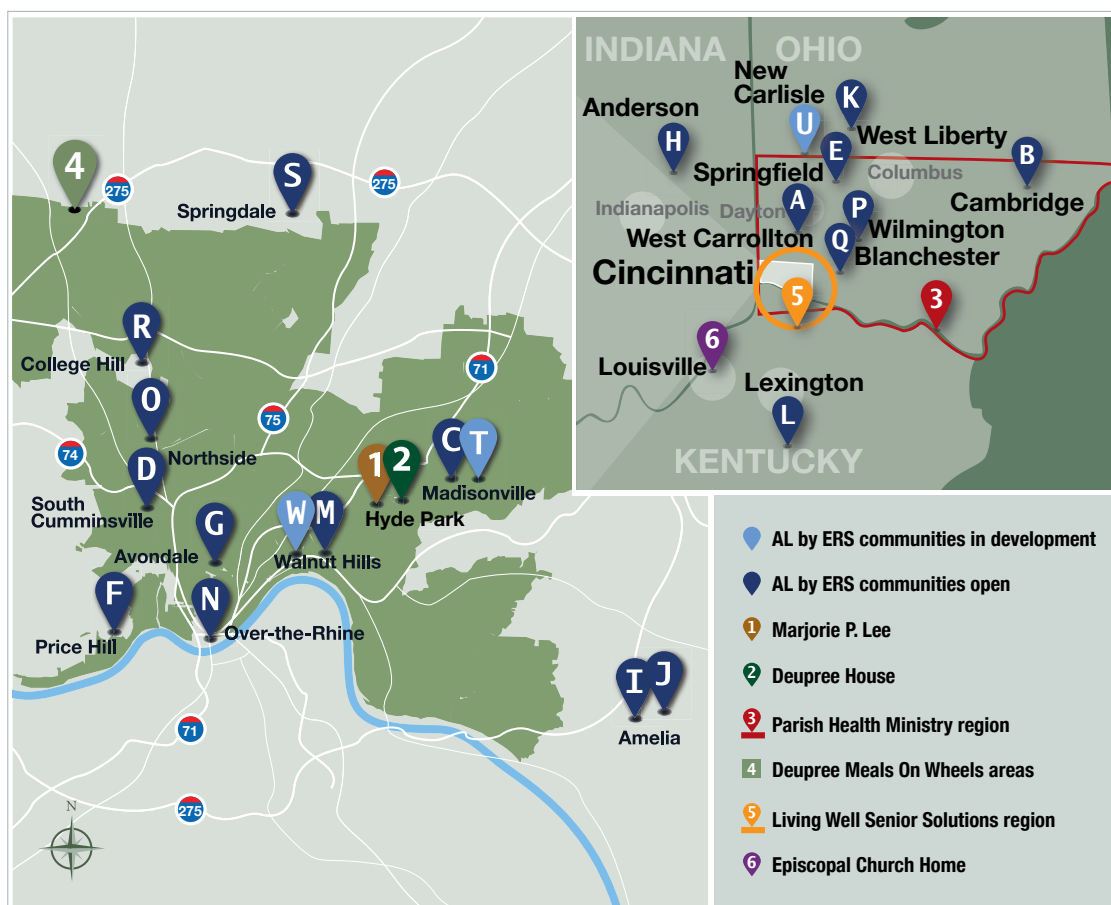 4
275
S
275
Springdale
R
College Hill
O
71
75
C
T
Northside
74
D
1
2
Madisonville
South
Cumminsville
Hyde Park
G
W
M
Avondale
Walnut Hills
F
N
Over-the-Rhine
Price Hill
I
J
Amelia
71
275
N
INDIANA
OHIO
New
Carlisle
K
Anderson
U
West Liberty
H
E
B
Springfield
Columbus
Cambridge
A
P
Indianapolis
Dayton
Wilmington
West Carrollton
Q
Blanchester
Cincinnati
5
3
6
Louisville
Lexington
L
KENTUCKY
AL by ERS communities in development
AL by ERS communities open
1 Marjorie P. Lee
2 Deupree House
3 Parish Health Ministry region
4 Deupree Meals On Wheels areas
5 Living Well Senior Solutions region
6 Episcopal Church Home